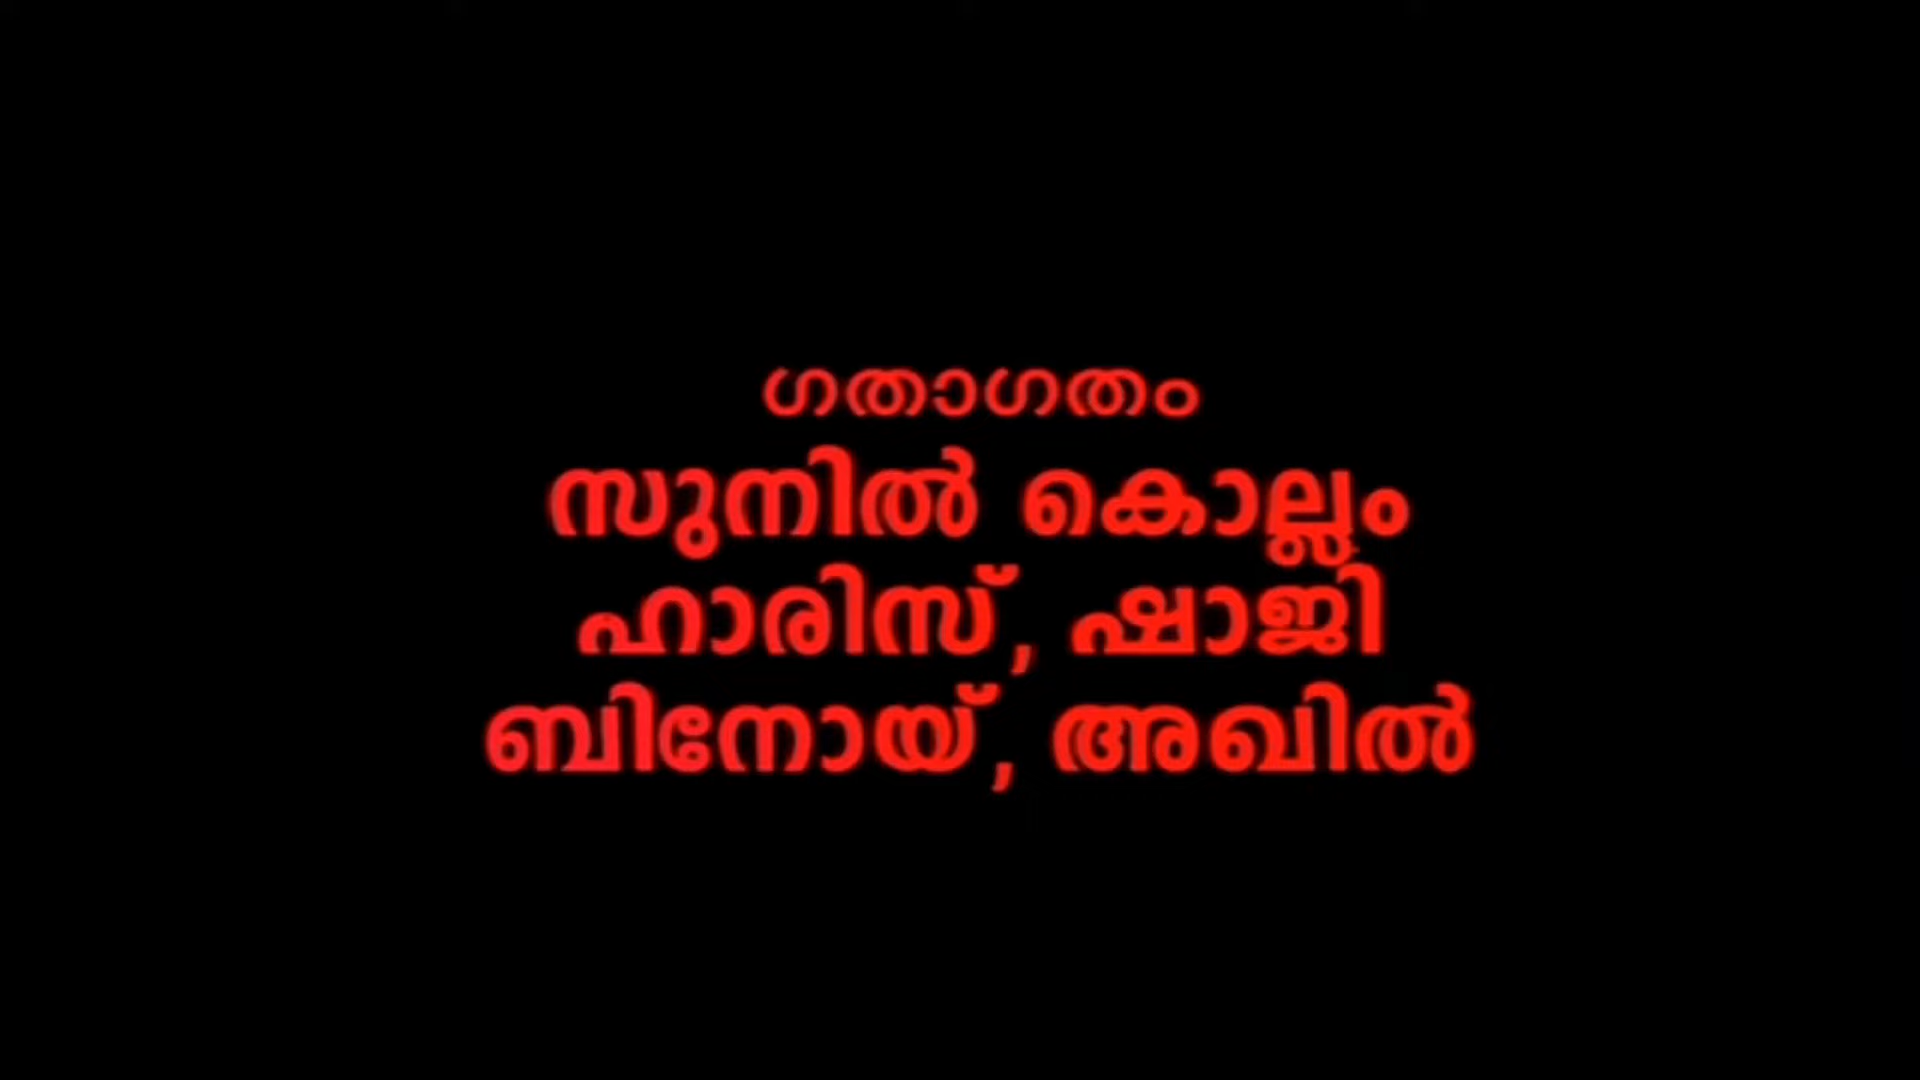 ഗതാഗതം
സുനിൽ കൊല്ലം
ഹാരിസ്, ഷാജി
ബിനോയ്, അഖിൽ